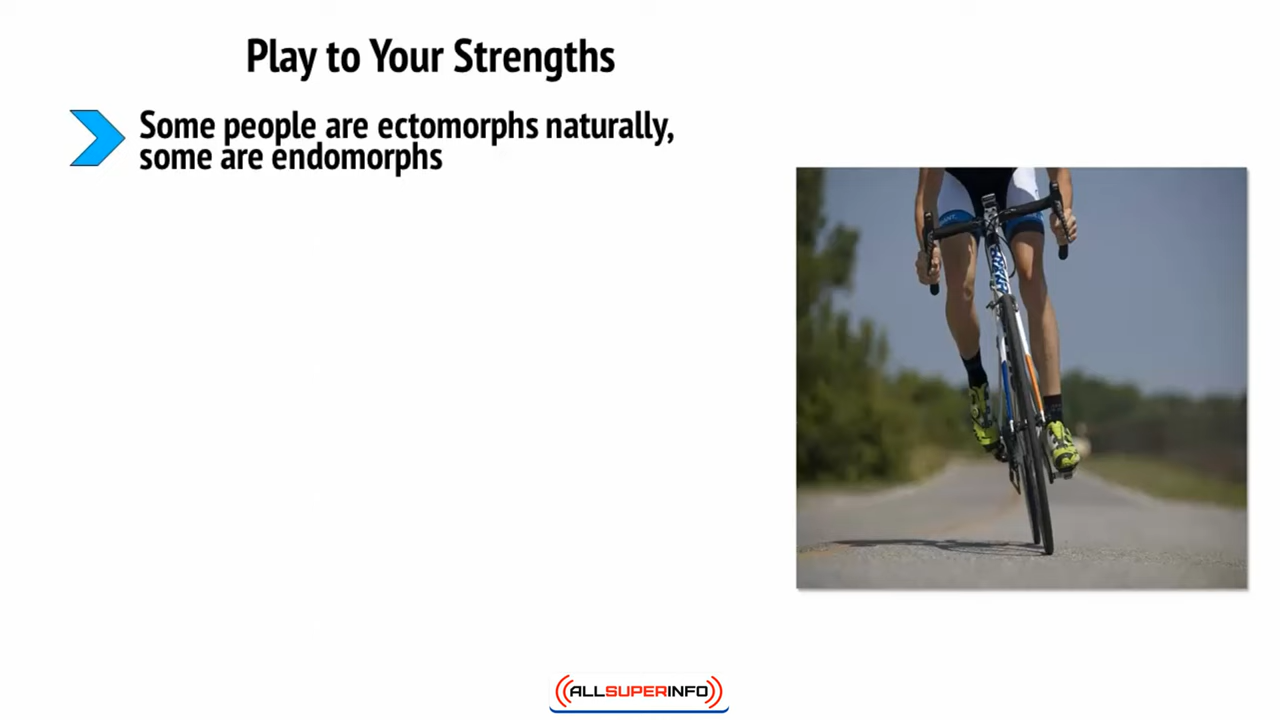 Play to Your Strengths
Some people are ectomorphs naturally,
some are endomorphs
ALLSUPERINFO